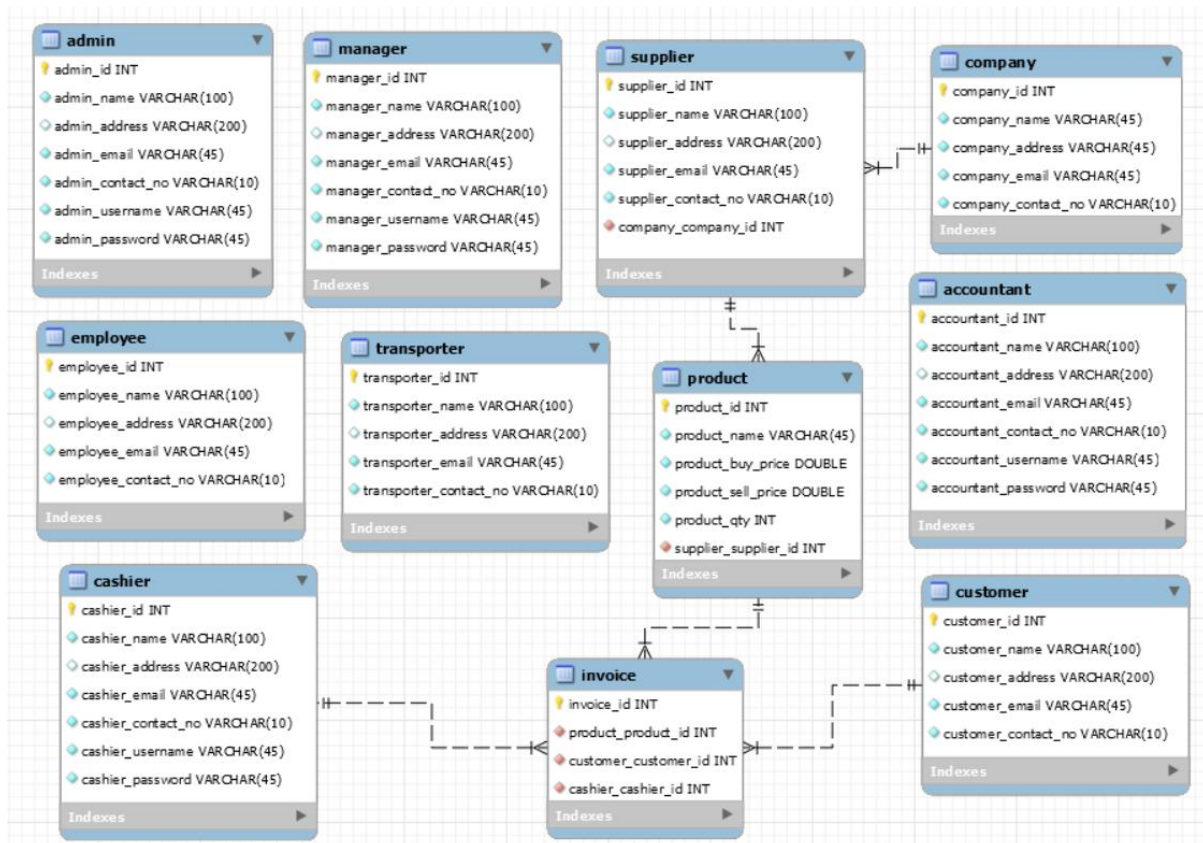 admin
admin_id INT
admin_name VARCHAR(100)
admin_address VARCHAR(200)
admin_email VARCHAR(45)
admin_contact_no VARCHAR(10)
admin_username VARCHAR(45)
admin_password VARCHAR(45)
Indexes
manager
manager_id INT
manager_name VARCHAR(100)
manager_address VARCHAR(200)
manager_email VARCHAR(45)
manager_contact_no VARCHAR(10)
manager_username VARCHAR(45)
manager_password VARCHAR(45)
Indexes
supplier
supplier_id INT
supplier_name VARCHAR(100)
supplier_address VARCHAR(200)
supplier_email VARCHAR(45)
supplier_contact_no VARCHAR(10)
company_company_id INT
Indexes
company
company_id INT
company_name VARCHAR(45)
company_address VARCHAR(45)
company_email VARCHAR(45)
company_contact_no VARCHAR(10)
Indexes
employee
employee_id INT
employee_name VARCHAR(100)
employee_address VARCHAR(200)
employee_email VARCHAR(45)
employee_contact_no VARCHAR(10)
Indexes
transporter
transporter_id INT
transporter_name VARCHAR(100)
transporter_address VARCHAR(200)
transporter_email VARCHAR(45)
transporter_contact_no VARCHAR(10)
Indexes
product
product_id INT
product_name VARCHAR(45)
product_buy_price DOUBLE
product_sell_price DOUBLE
product_qty INT
supplier_supplier_id INT
Indexes
accountant
accountant_id INT
accountant_name VARCHAR(100)
accountant_address VARCHAR(200)
accountant_email VARCHAR(45)
accountant_contact_no VARCHAR(10)
accountant_username VARCHAR(45)
accountant_password VARCHAR(45)
Indexes
cashier
cashier_id INT
cashier_name VARCHAR(100)
cashier_address VARCHAR(200)
cashier_email VARCHAR(45)
cashier_contact_no VARCHAR(10)
cashier_username VARCHAR(45)
cashier_password VARCHAR(45)
Indexes
invoice
invoice_id INT
product_product_id INT
customer_customer_id INT
cashier_cashier_id INT
Indexes
customer
customer_id INT
customer_name VARCHAR(100)
customer_address VARCHAR(200)
customer_email VARCHAR(45)
customer_contact_no VARCHAR(10)
Indexes